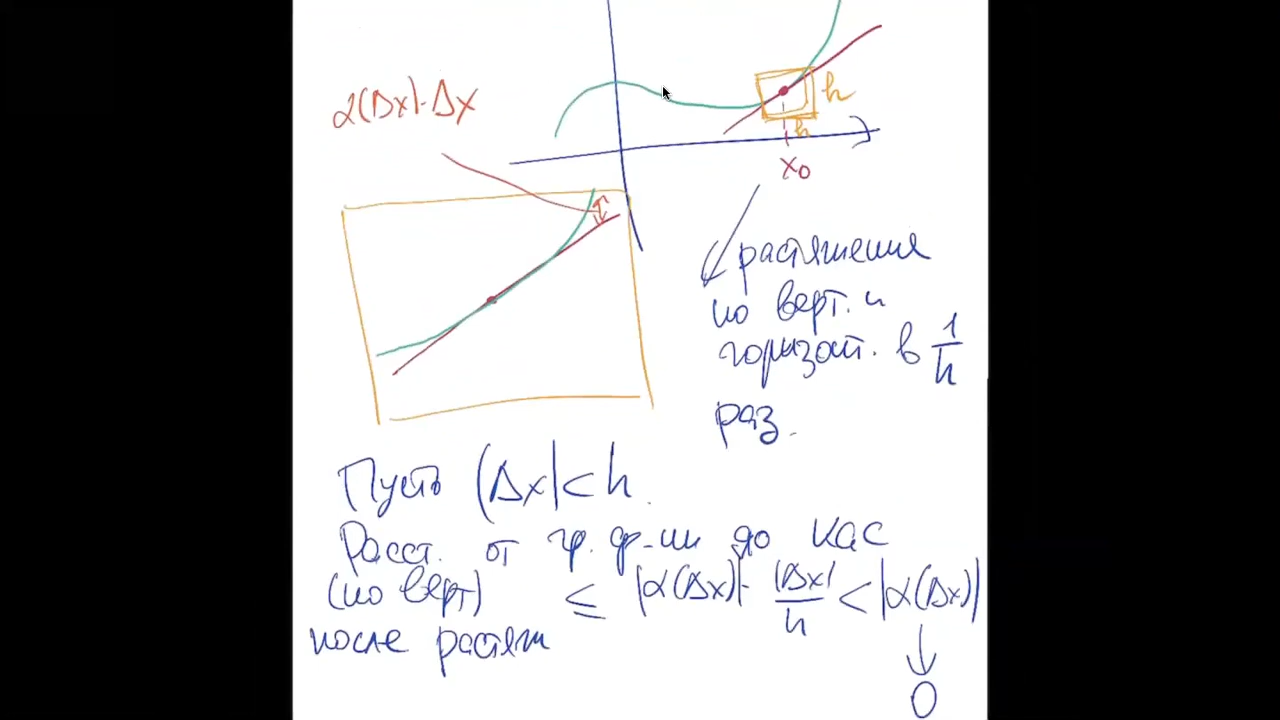 α(Δx)·Δx
h
h
x₀
растяжения
по верт. и
горизонт. в 1/h
раз.
Пусть |Δx|<h.
Расст. от гр. ф-ии до кас
(по верт) ≤ |α(Δx)|· |Δx|/h < |α(Δx)|
после растяж
↓
0